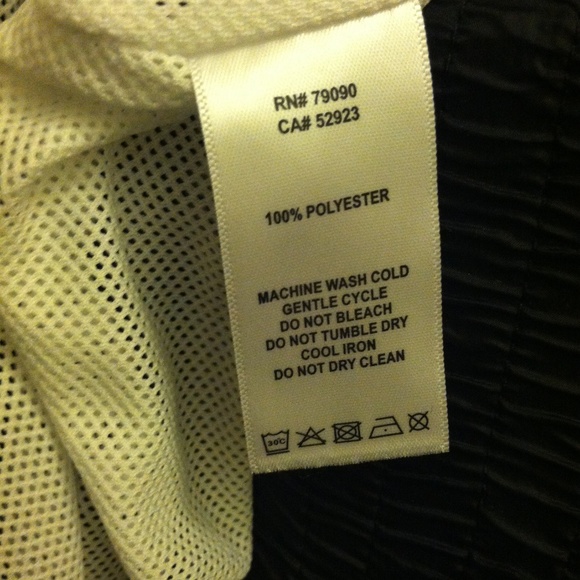 RN# 79090
CA# 52923
100% POLYESTER
MACHINE WASH COLD
GENTLE CYCLE
DO NOT BLEACH
DO NOT TUMBLE DRY
COOL IRON
DO NOT DRY CLEAN
30°C